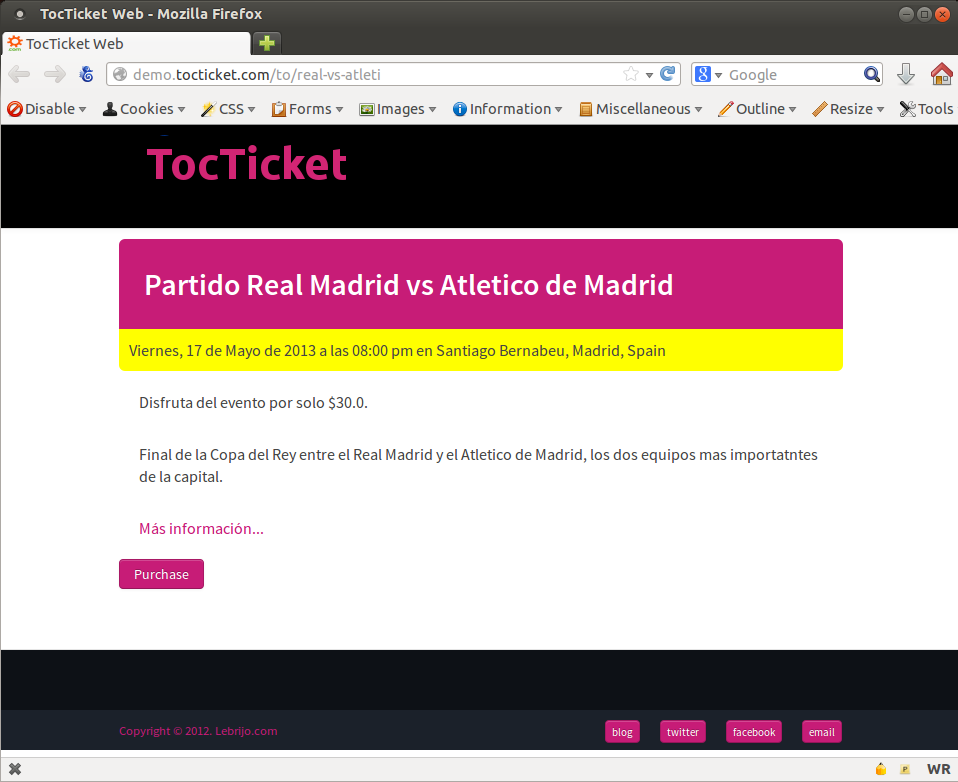 TocTicket Web - Mozilla Firefox
TocTicket Web
demo.tocticket.com/to/real-vs-atleti
Google
Disable Cookies CSS Forms Images Information Miscellaneous Outline Resize Tools
TocTicket
Partido Real Madrid vs Atletico de Madrid
Viernes, 17 de Mayo de 2013 a las 08:00 pm en Santiago Bernabeu, Madrid, Spain
Disfruta del evento por solo $30.0.
Final de la Copa del Rey entre el Real Madrid y el Atletico de Madrid, los dos equipos mas importatntes
de la capital.
Más información...
Purchase
Copyright © 2012. Lebrijo.com
blog twitter facebook email
WR